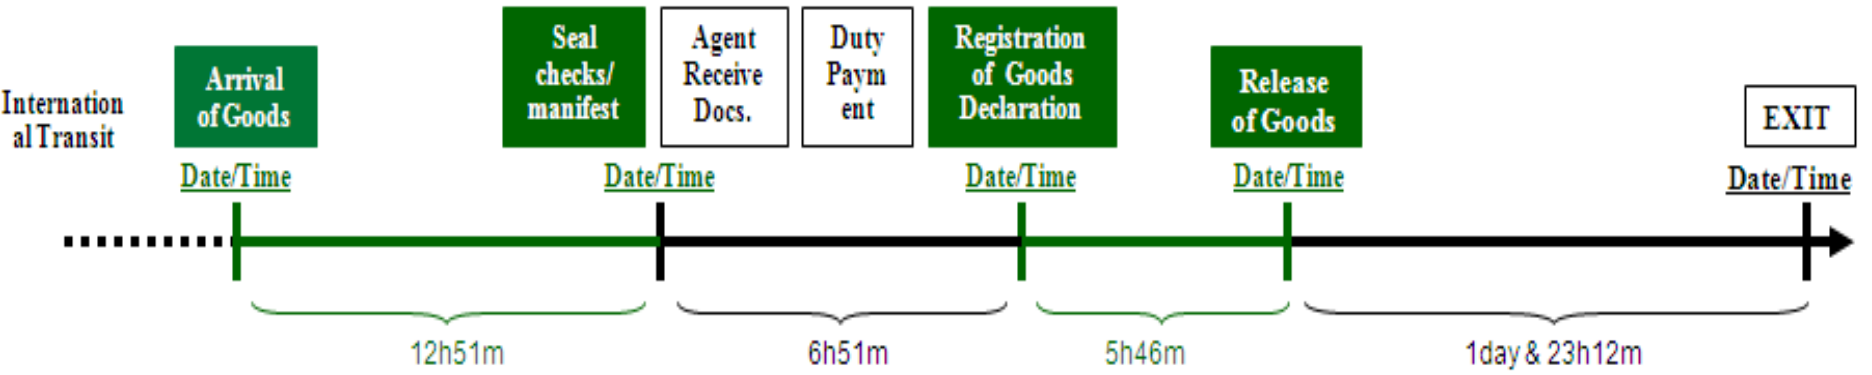 Internation
al Transit
Arrival
of Goods
Seal
checks/
manifest
Agent
Receive
Docs.
Duty
Paym
ent
Registration
of Goods
Declaration
Release
of Goods
EXIT
Date/Time
Date/Time
Date/Time
Date/Time
Date/Time
12h51m
6h51m
5h46m
1day & 23h12m